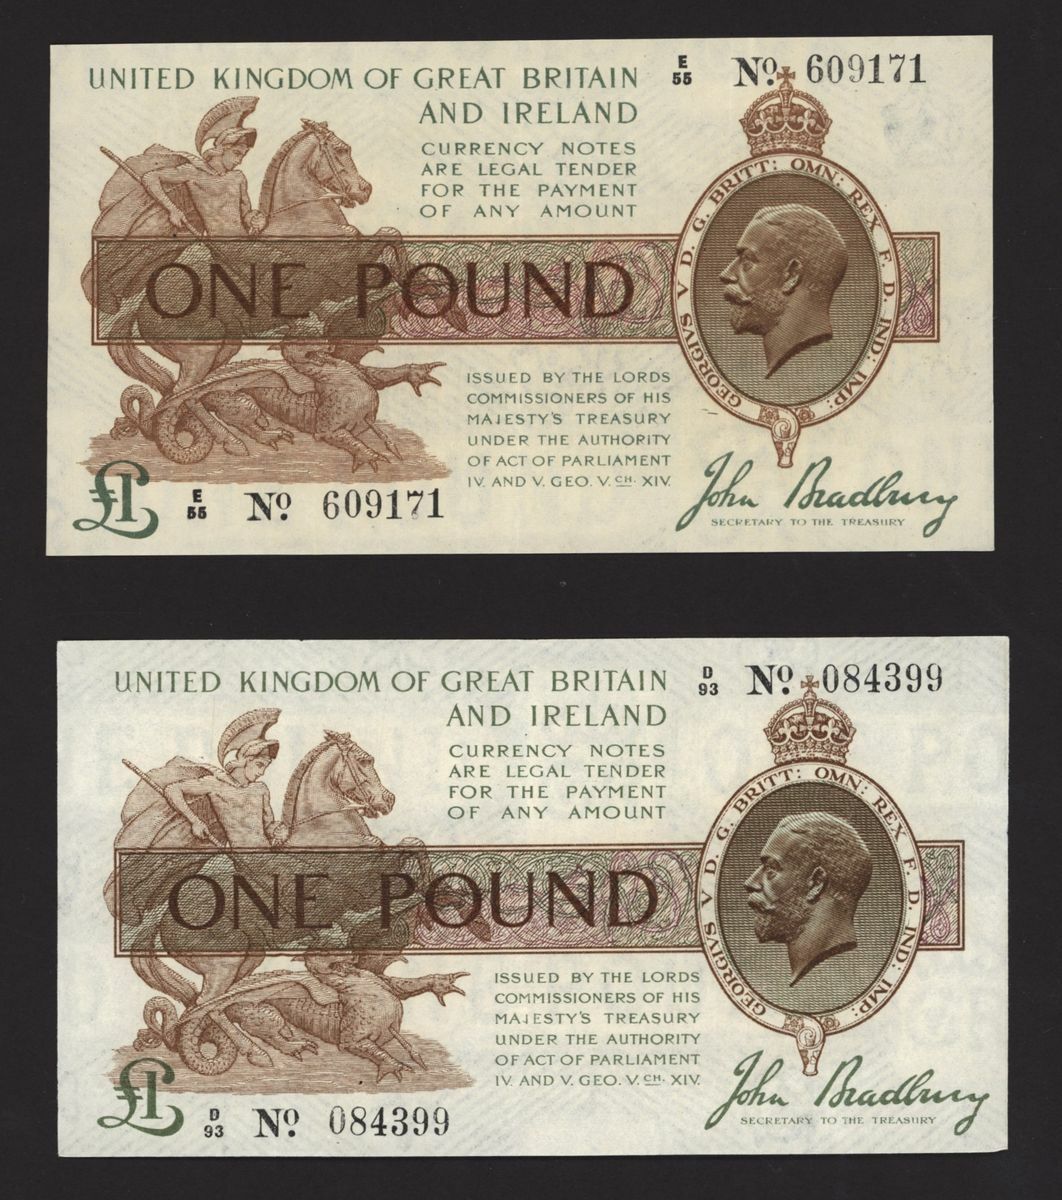 UNITED KINGDOM OF GREAT BRITAIN
AND IRELAND
E
55
Nº 609171
CURRENCY NOTES
ARE LEGAL TENDER
FOR THE PAYMENT
OF ANY AMOUNT
GEORGIVS V D. G. BRITT: OMN: REX F. D. IND: IMP:
ONE POUND
ISSUED BY THE LORDS
COMMISSIONERS OF HIS
MAJESTY'S TREASURY
UNDER THE AUTHORITY
OF ACT OF PARLIAMENT
IV. AND V. GEO. V. CH. XIV.
£1
E
55
Nº 609171
John Bradbury
SECRETARY TO THE TREASURY
UNITED KINGDOM OF GREAT BRITAIN
AND IRELAND
D
93
Nº 084399
CURRENCY NOTES
ARE LEGAL TENDER
FOR THE PAYMENT
OF ANY AMOUNT
GEORGIVS V D. G. BRITT: OMN: REX F. D. IND: IMP:
ONE POUND
ISSUED BY THE LORDS
COMMISSIONERS OF HIS
MAJESTY'S TREASURY
UNDER THE AUTHORITY
OF ACT OF PARLIAMENT
IV. AND V. GEO. V. CH. XIV.
£1
D
93
Nº 084399
John Bradbury
SECRETARY TO THE TREASURY